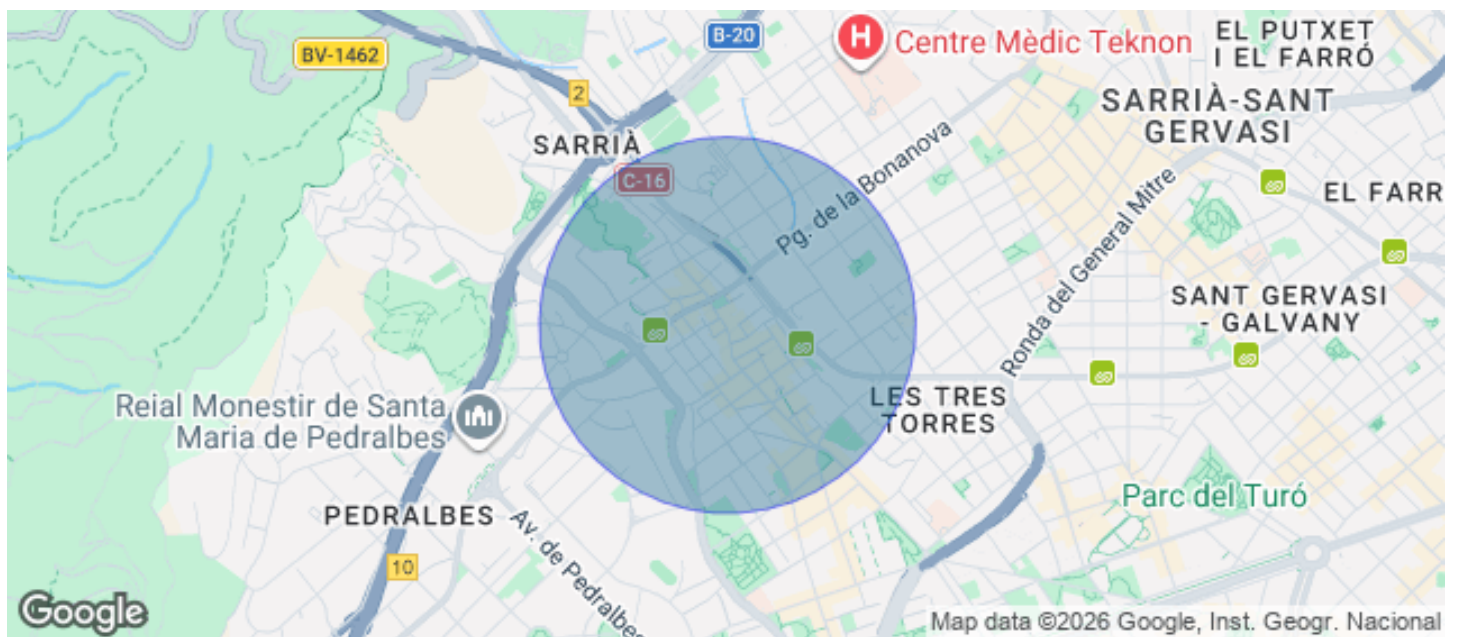 BV-1462
B-20
H
Centre Mèdic Teknon
EL PUTXET
I EL FARRÓ
2
SARRIÀ-SANT
GERVASI
SARRIÀ
C-16
Pg. de la Bonanova
Ronda del General Mitre
EL FARR
SANT GERVASI
- GALVANY
Reial Monestir de Santa
Maria de Pedralbes
LES TRES
TORRES
PEDRALBES
Av. de Pedralbes
Parc del Turó
10
Google
Map data ©2026 Google, Inst. Geogr. Nacional